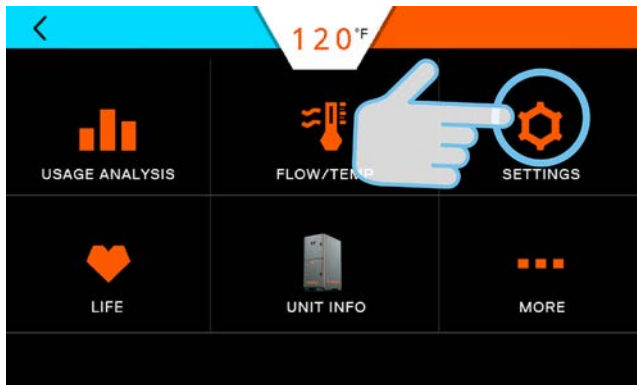 120°F
USAGE ANALYSIS
FLOW/TEMP
SETTINGS
LIFE
UNIT INFO
MORE